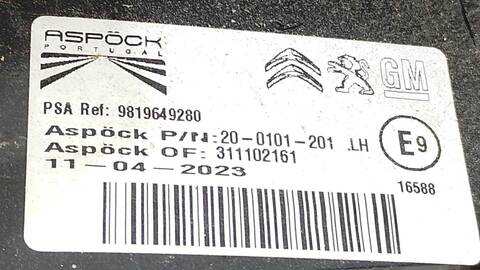 ASPÖCK
PORTUGAL
GM
PSA Ref: 9819649280
Aspöck P/N:20-0101-201 .LH
Aspöck OF: 311102161
E9
11-04-2023
16588